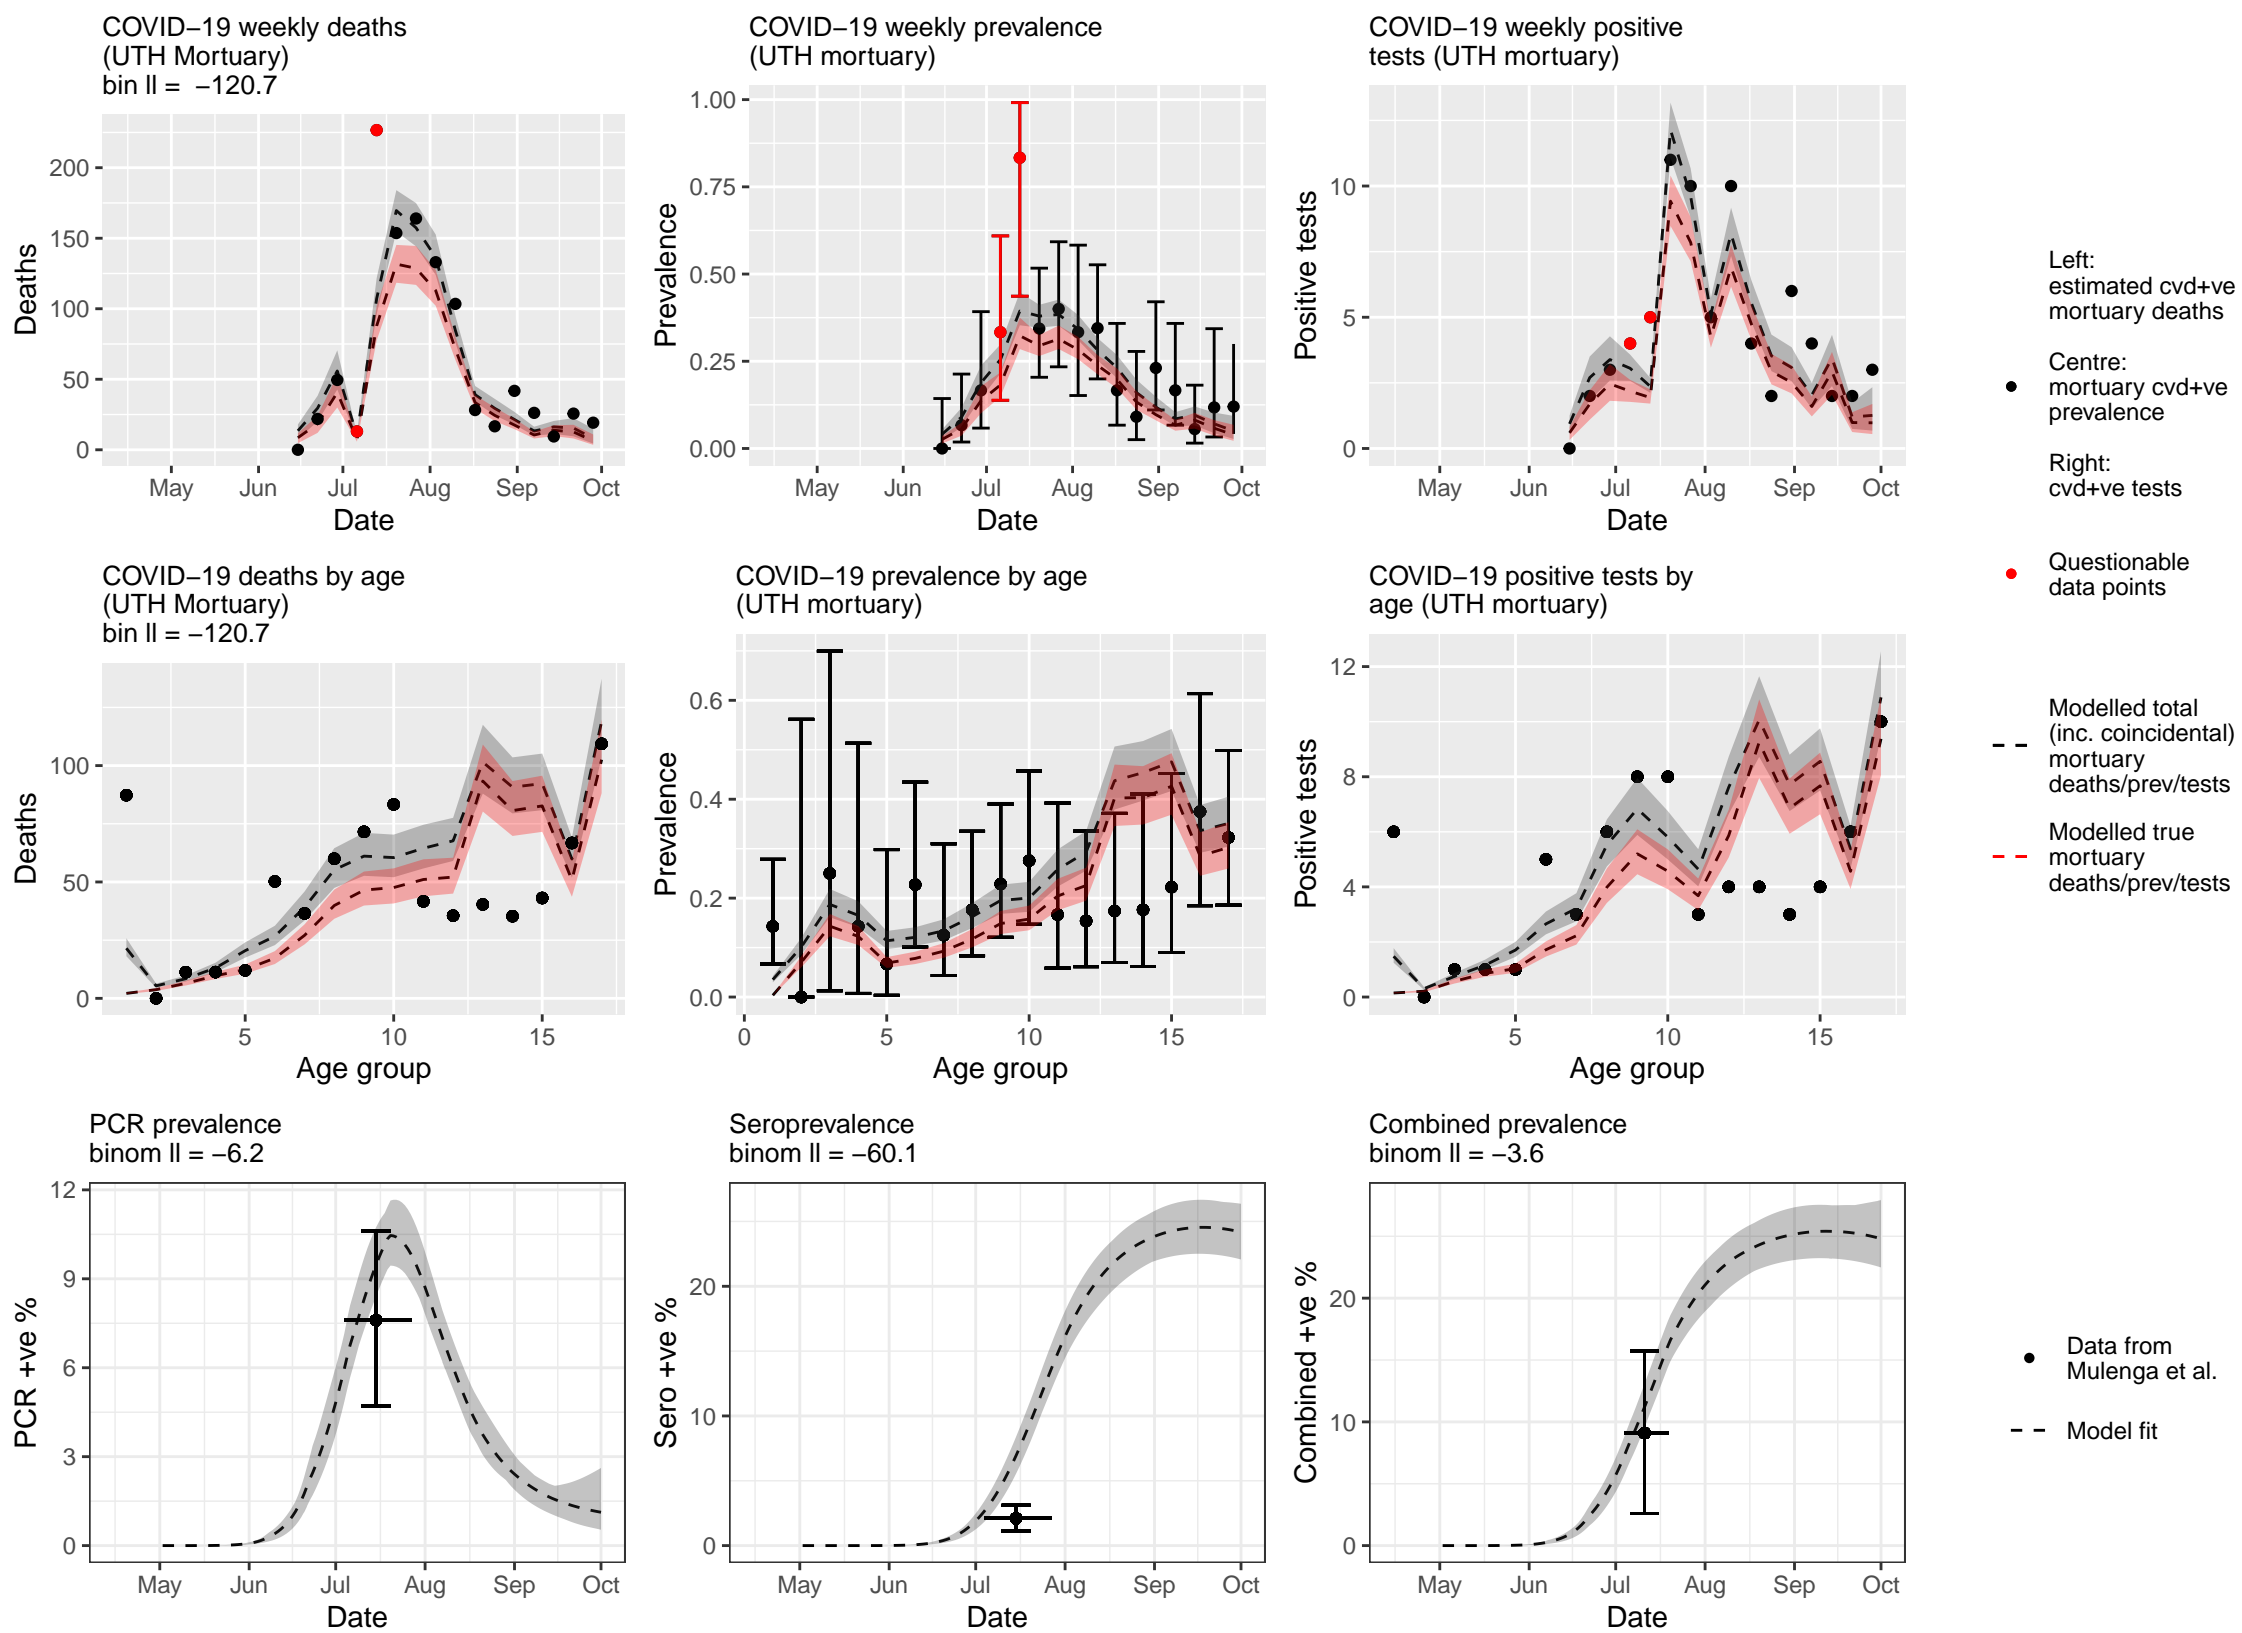 COVID−19 weekly deaths
(UTH Mortuary)
bin ll =  −120.7
Deaths
200
150
100
50
0
May Jun Jul Aug Sep Oct
Date
COVID−19 weekly prevalence
(UTH mortuary)
Prevalence
1.00
0.75
0.50
0.25
0.00
May Jun Jul Aug Sep Oct
Date
COVID−19 weekly positive
tests (UTH mortuary)
Positive tests
10
5
0
May Jun Jul Aug Sep Oct
Date
Left:
estimated cvd+ve
mortuary deaths
Centre:
mortuary cvd+ve
prevalence
Right:
cvd+ve tests
Questionable
data points
Modelled total
(inc. coincidental)
mortuary
deaths/prev/tests
Modelled true
mortuary
deaths/prev/tests
COVID−19 deaths by age
(UTH Mortuary)
bin ll = −120.7
Deaths
100
50
0
5 10 15
Age group
COVID−19 prevalence by age
(UTH mortuary)
Prevalence
0.6
0.4
0.2
0.0
0 5 10 15
Age group
COVID−19 positive tests by
age (UTH mortuary)
Positive tests
12
8
4
0
5 10 15
Age group
PCR prevalence
binom ll = −6.2
PCR +ve %
12
9
6
3
0
May Jun Jul Aug Sep Oct
Date
Seroprevalence
binom ll = −60.1
Sero +ve %
20
10
0
May Jun Jul Aug Sep Oct
Date
Combined prevalence
binom ll = −3.6
Combined +ve %
20
10
0
May Jun Jul Aug Sep Oct
Date
Data from
Mulenga et al.
Model fit